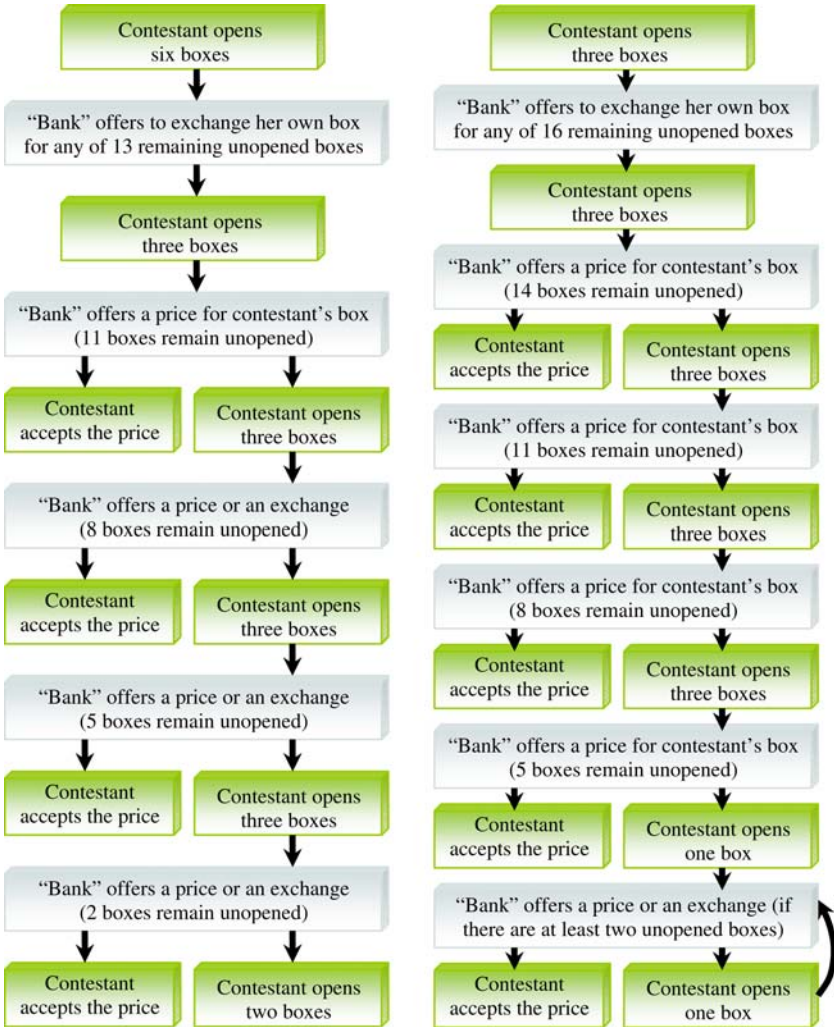 Contestant opens
six boxes
“Bank” offers to exchange her own box
for any of 13 remaining unopened boxes
Contestant opens
three boxes
“Bank” offers a price for contestant’s box
(11 boxes remain unopened)
Contestant
accepts the price
Contestant opens
three boxes
“Bank” offers a price or an exchange
(8 boxes remain unopened)
Contestant
accepts the price
Contestant opens
three boxes
“Bank” offers a price or an exchange
(5 boxes remain unopened)
Contestant
accepts the price
Contestant opens
three boxes
“Bank” offers a price or an exchange
(2 boxes remain unopened)
Contestant
accepts the price
Contestant opens
two boxes
Contestant opens
three boxes
“Bank” offers to exchange her own box
for any of 16 remaining unopened boxes
Contestant opens
three boxes
“Bank” offers a price for contestant’s box
(14 boxes remain unopened)
Contestant
accepts the price
Contestant opens
three boxes
“Bank” offers a price for contestant’s box
(11 boxes remain unopened)
Contestant
accepts the price
Contestant opens
three boxes
“Bank” offers a price for contestant’s box
(8 boxes remain unopened)
Contestant
accepts the price
Contestant opens
three boxes
“Bank” offers a price for contestant’s box
(5 boxes remain unopened)
Contestant
accepts the price
Contestant opens
one box
“Bank” offers a price or an exchange (if
there are at least two unopened boxes)
Contestant
accepts the price
Contestant opens
one box